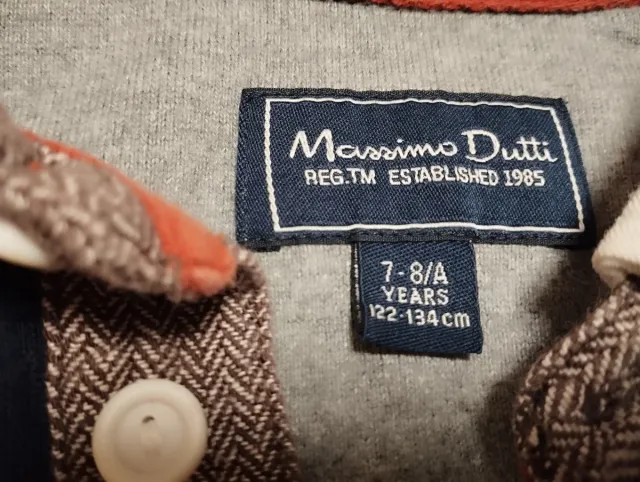 Massimo Dutti
REG.TM ESTABLISHED 1985
7-8/A
YEARS
122-134cm